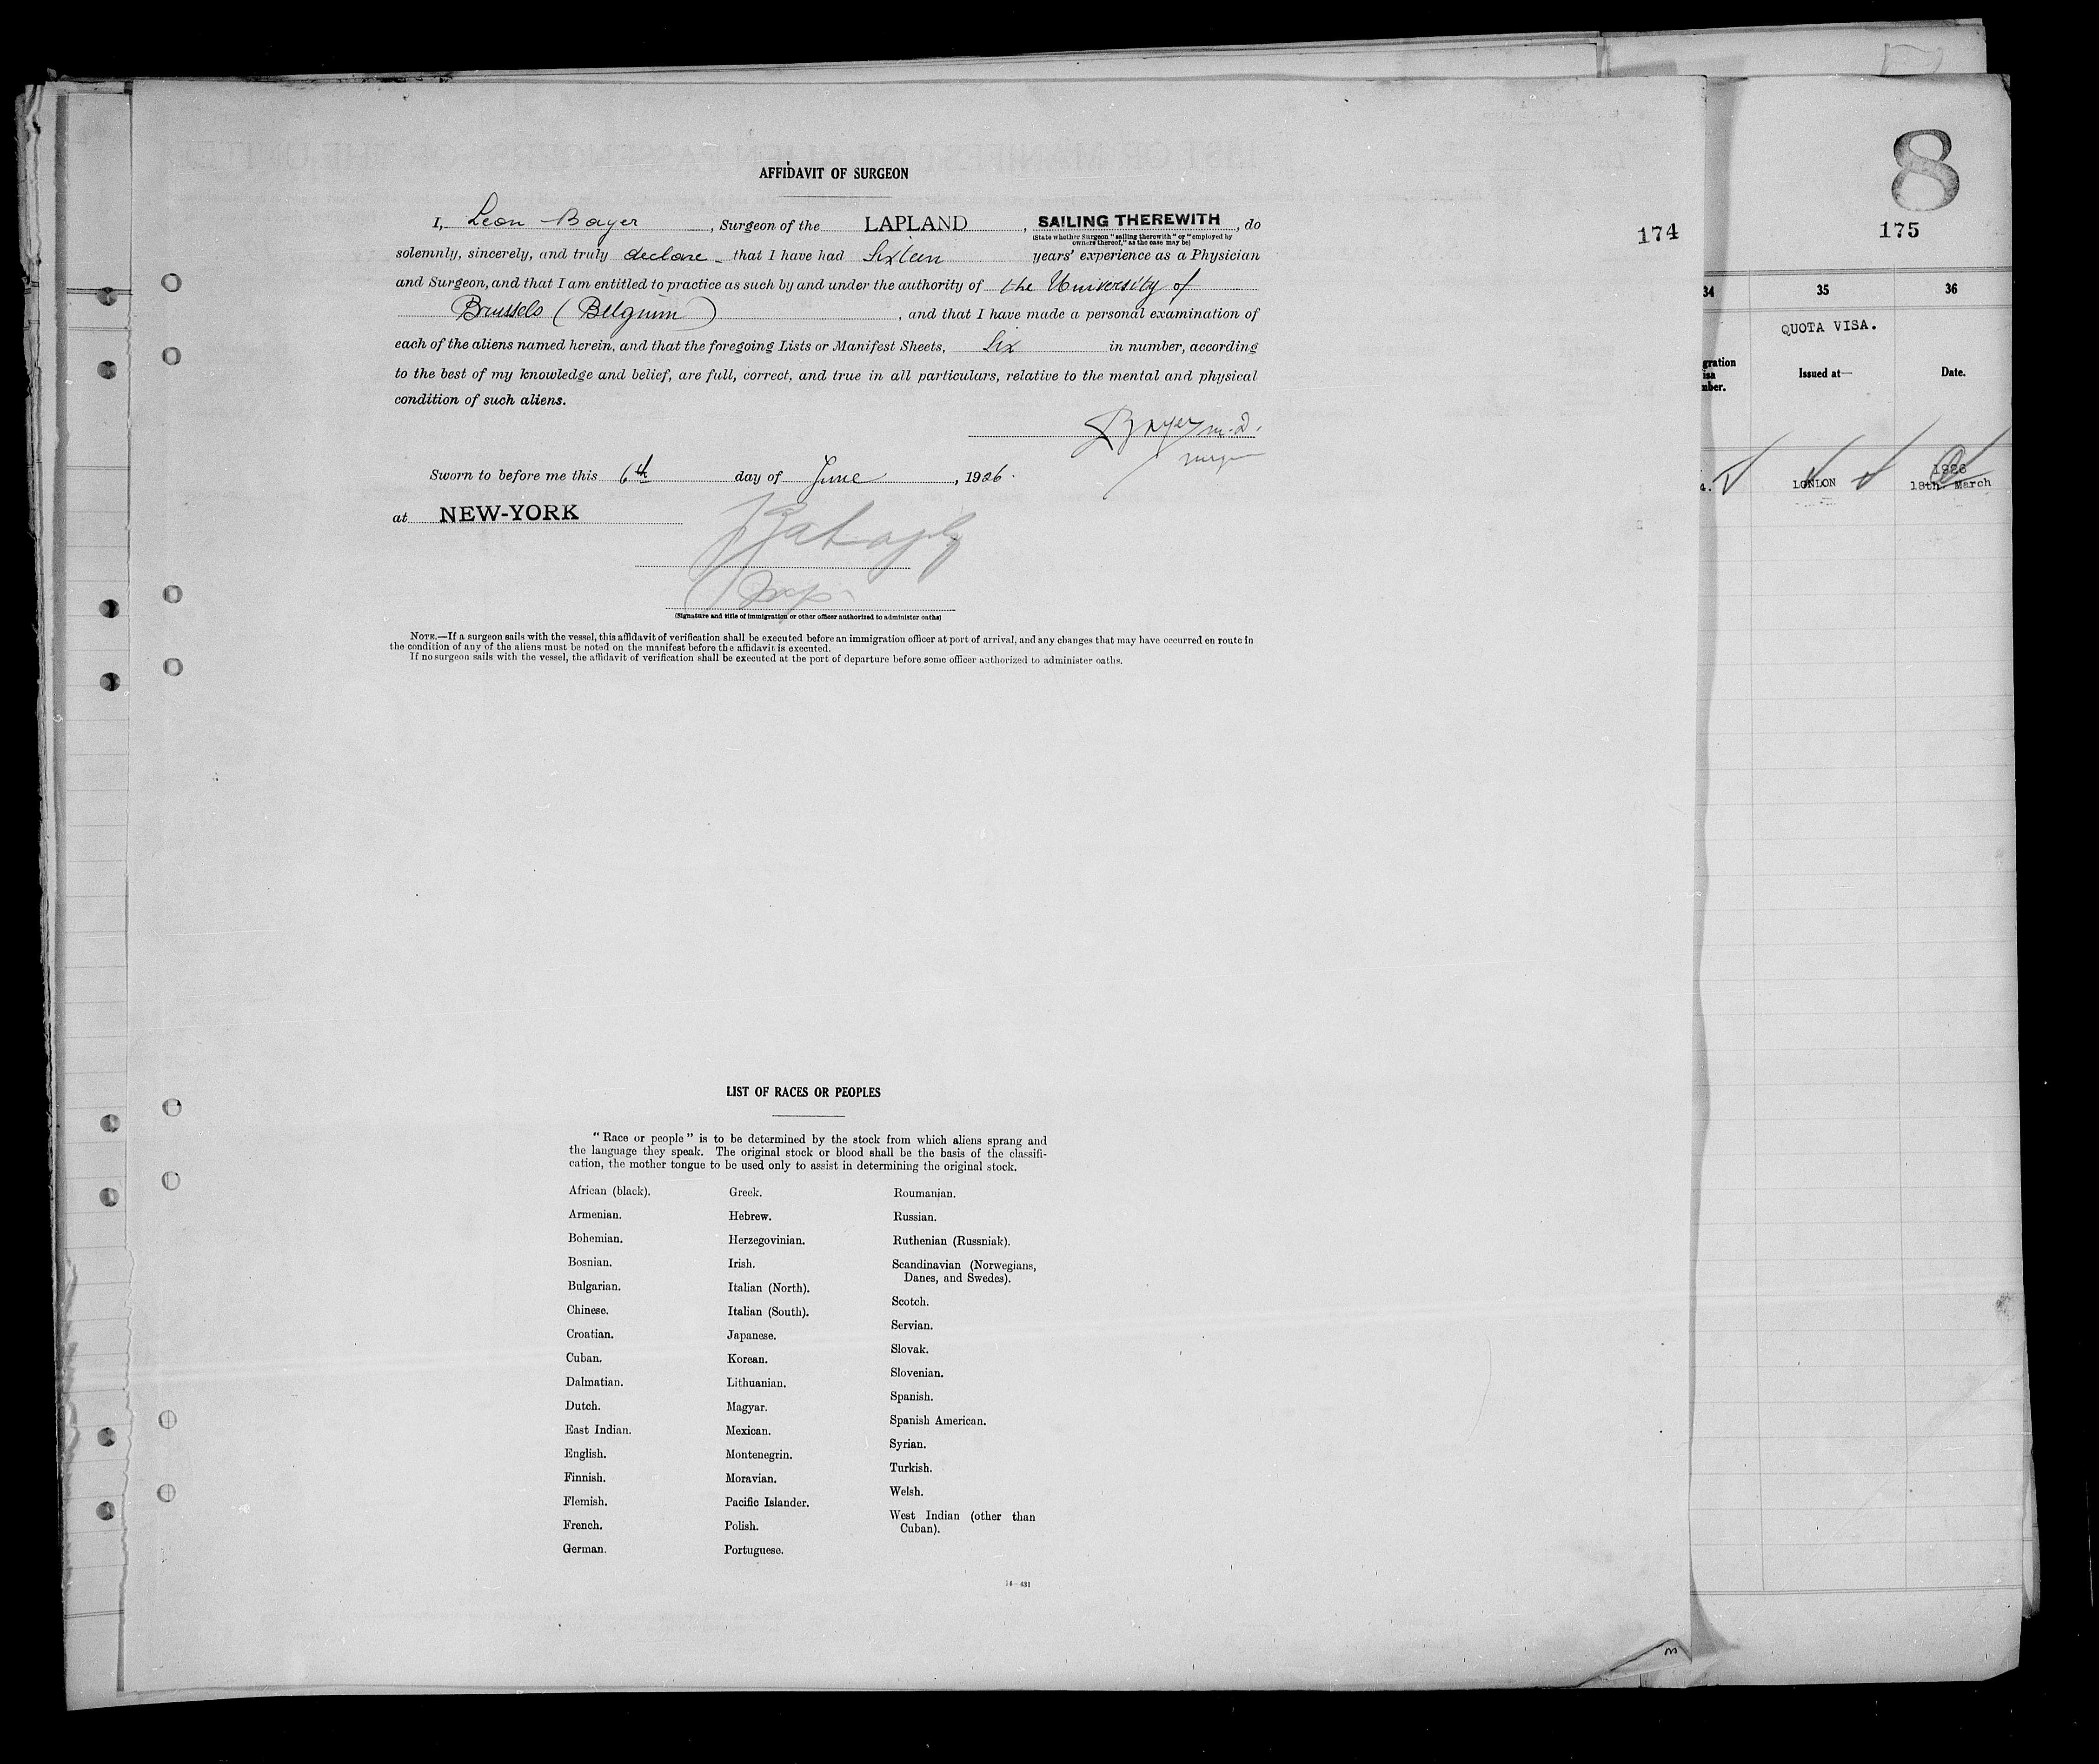 AFFIDAVIT OF SURGEON
I, Leon Bayer, Surgeon of the LAPLAND, SAILING THEREWITH, do
(State whether Surgeon "sailing therewith" or "employed by
owners thereof," as the case may be)
solemnly, sincerely, and truly declare that I have had Sixteen years' experience as a Physician
and Surgeon, and that I am entitled to practice as such by and under the authority of the University of
Brussels (Belgium), and that I have made a personal examination of
each of the aliens named herein, and that the foregoing Lists or Manifest Sheets, Six in number, according
to the best of my knowledge and belief, are full, correct, and true in all particulars, relative to the mental and physical
condition of such aliens.
Bayer m.D.
surgeon
Sworn to before me this 6th day of June, 1926.
at NEW-YORK
Insp.
(Signature and title of immigration or other officer authorized to administer oaths)
NOTE.—If a surgeon sails with the vessel, this affidavit of verification shall be executed before an immigration officer at port of arrival, and any changes that may have occurred en route in
the condition of any of the aliens must be noted on the manifest before the affidavit is executed.
If no surgeon sails with the vessel, the affidavit of verification shall be executed at the port of departure before some officer authorized to administer oaths.
LIST OF RACES OR PEOPLES
"Race or people" is to be determined by the stock from which aliens sprang and
the language they speak. The original stock or blood shall be the basis of the classifi-
cation, the mother tongue to be used only to assist in determining the original stock.
African (black).
Armenian.
Bohemian.
Bosnian.
Bulgarian.
Chinese.
Croatian.
Cuban.
Dalmatian.
Dutch.
East Indian.
English.
Finnish.
Flemish.
French.
German.
Greek.
Hebrew.
Herzegovinian.
Irish.
Italian (North).
Italian (South).
Japanese.
Korean.
Lithuanian.
Magyar.
Mexican.
Montenegrin.
Moravian.
Pacific Islander.
Polish.
Portuguese.
Roumanian.
Russian.
Ruthenian (Russniak).
Scandinavian (Norwegians,
Danes, and Swedes).
Scotch.
Servian.
Slovak.
Slovenian.
Spanish.
Spanish American.
Syrian.
Turkish.
Welsh.
West Indian (other than
Cuban).
14—431
174
8
175
34
35
36
QUOTA VISA.
gration
isa
mber.
Issued at—
Date.
4.
LONDON
1926
18th. March